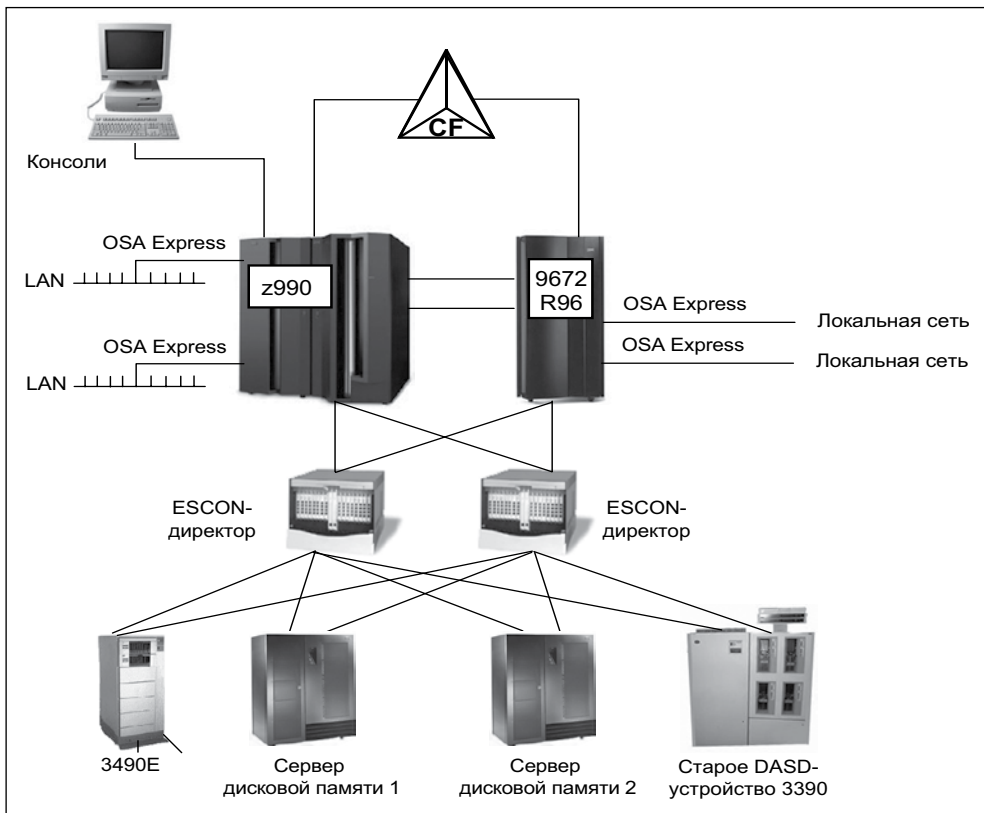 CF
Консоли
OSA Express
LAN
z990
9672
R96
OSA Express
Локальная сеть
OSA Express
Локальная сеть
OSA Express
LAN
ESCON-
директор
ESCON-
директор
3490E
Сервер
дисковой памяти 1
Сервер
дисковой памяти 2
Старое DASD-
устройство 3390